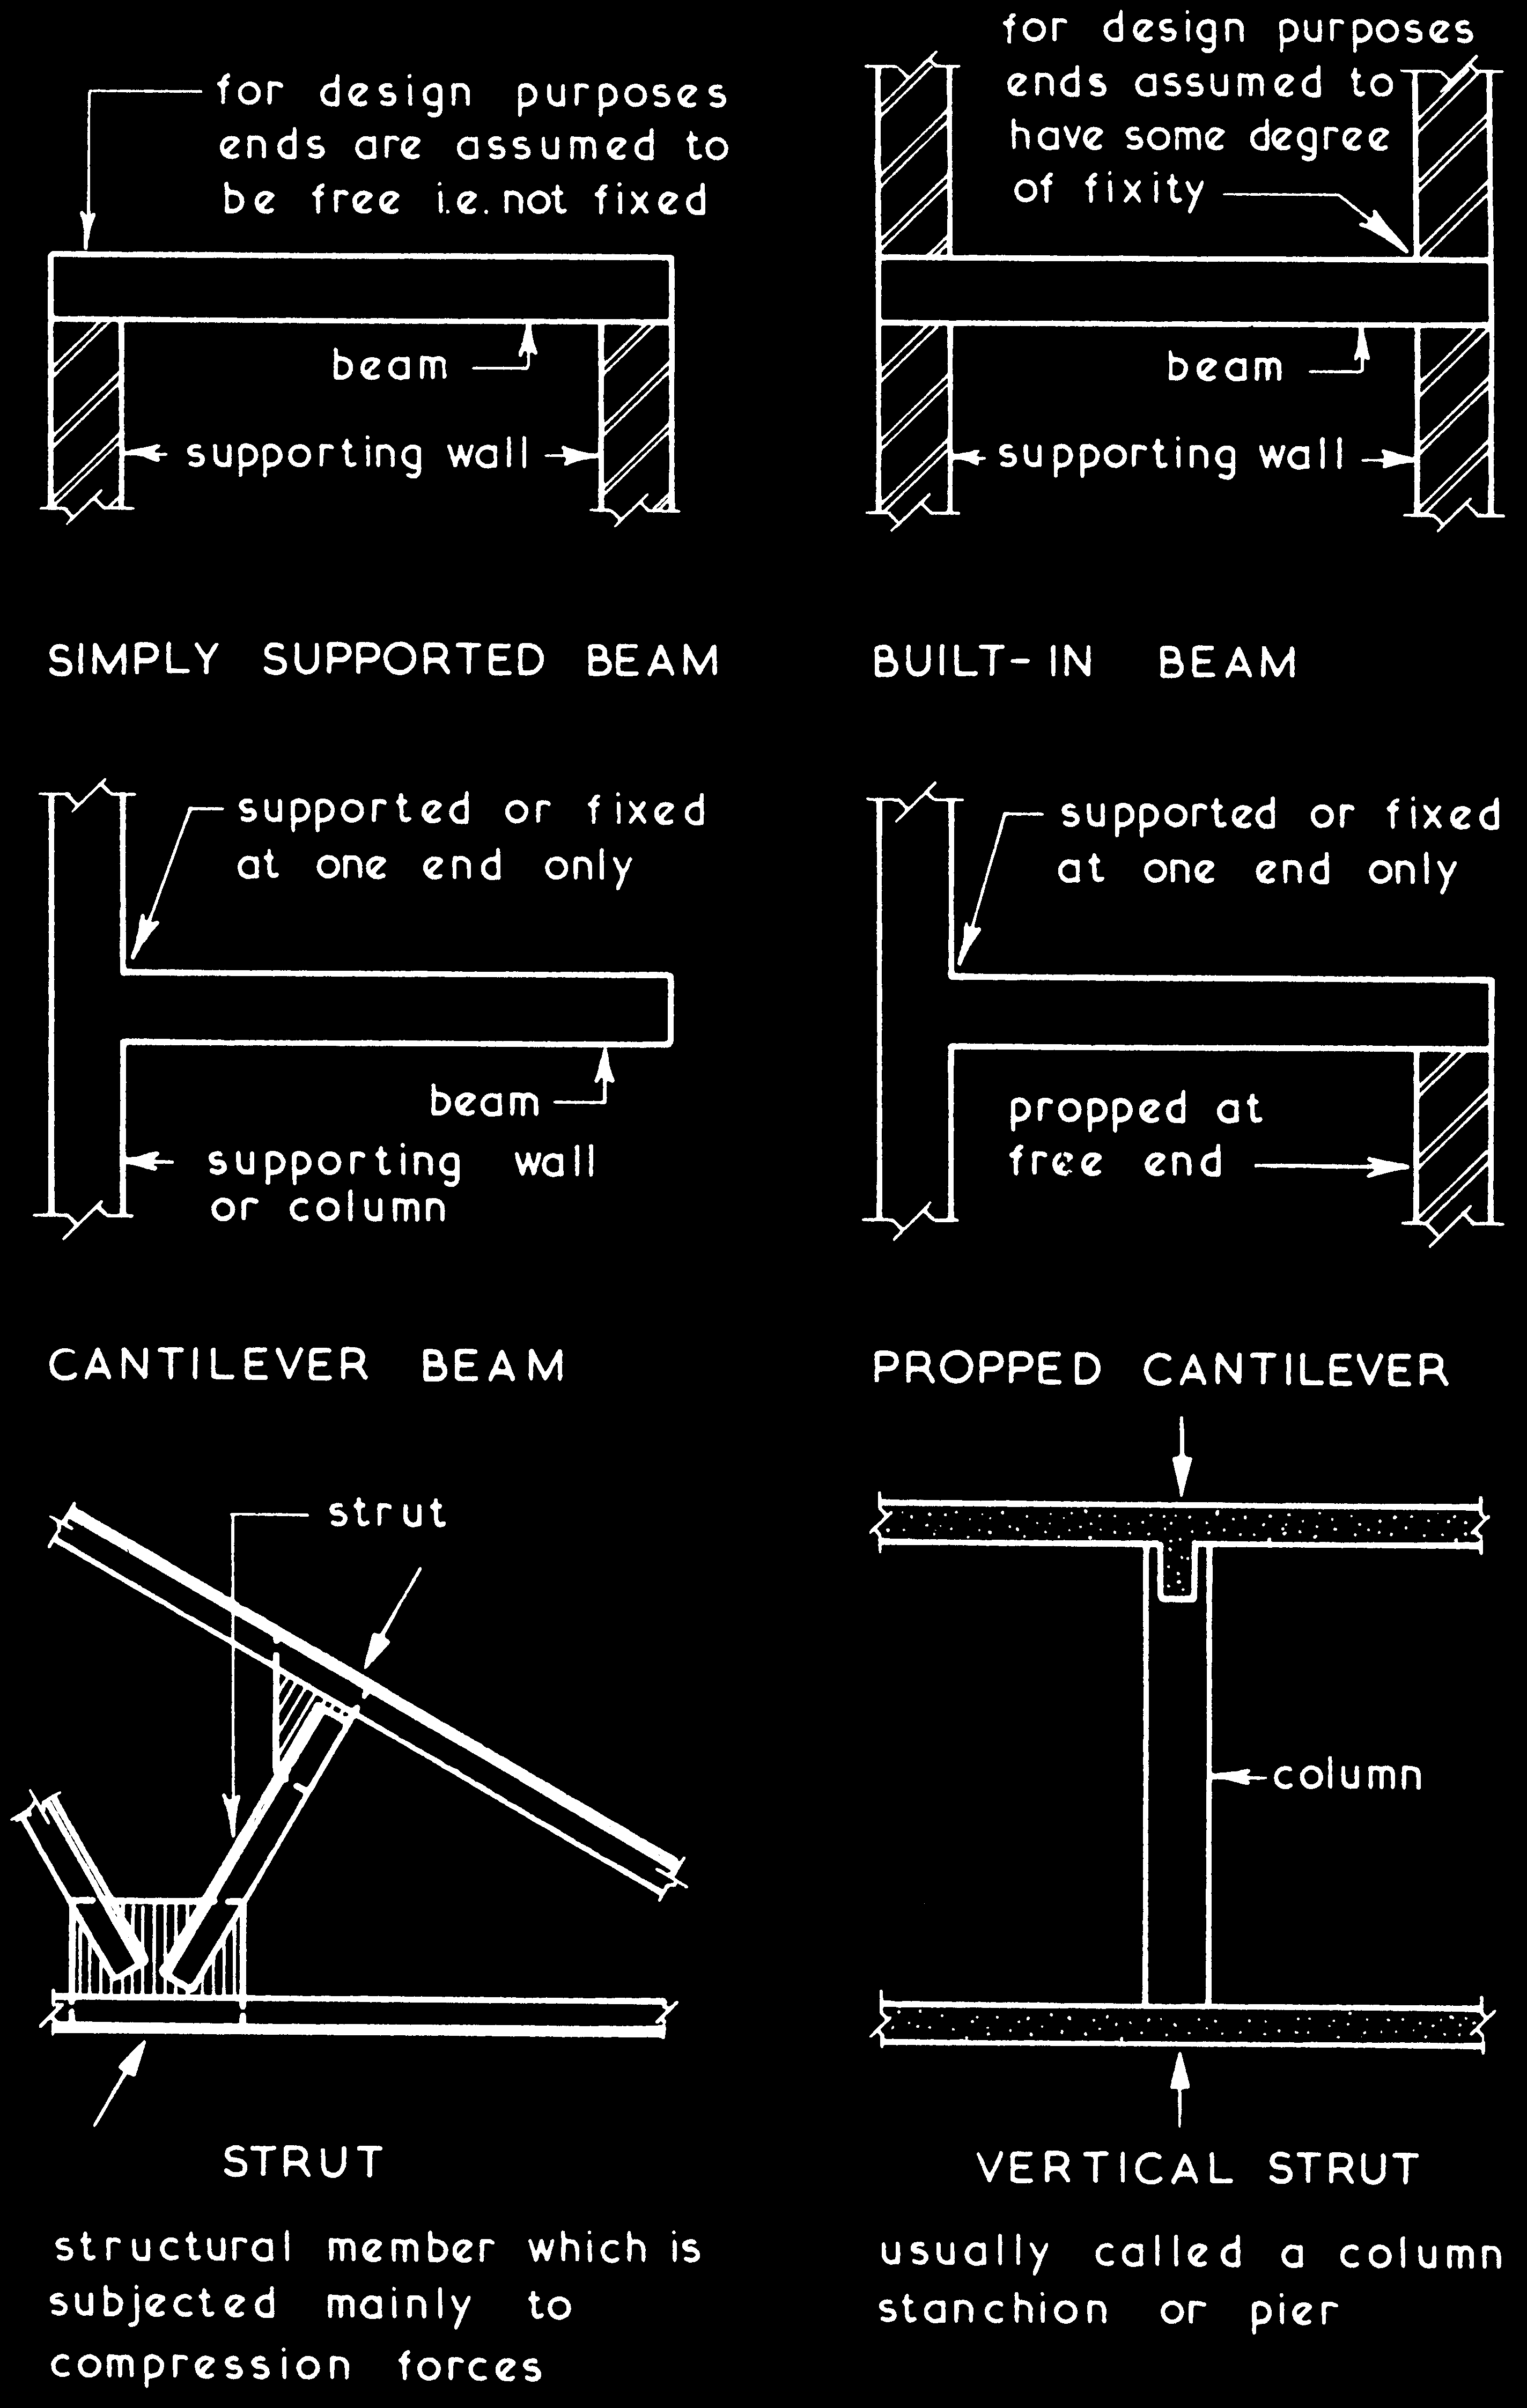 for design purposes
ends are assumed to
be free i.e. not fixed
beam
supporting wall
SIMPLY SUPPORTED BEAM
for design purposes
ends assumed to
have some degree
of fixity
beam
supporting wall
BUILT-IN BEAM
supported or fixed
at one end only
beam
supporting wall
or column
CANTILEVER BEAM
supported or fixed
at one end only
propped at
free end
PROPPED CANTILEVER
strut
STRUT
structural member which is
subjected mainly to
compression forces
column
VERTICAL STRUT
usually called a column
stanchion or pier